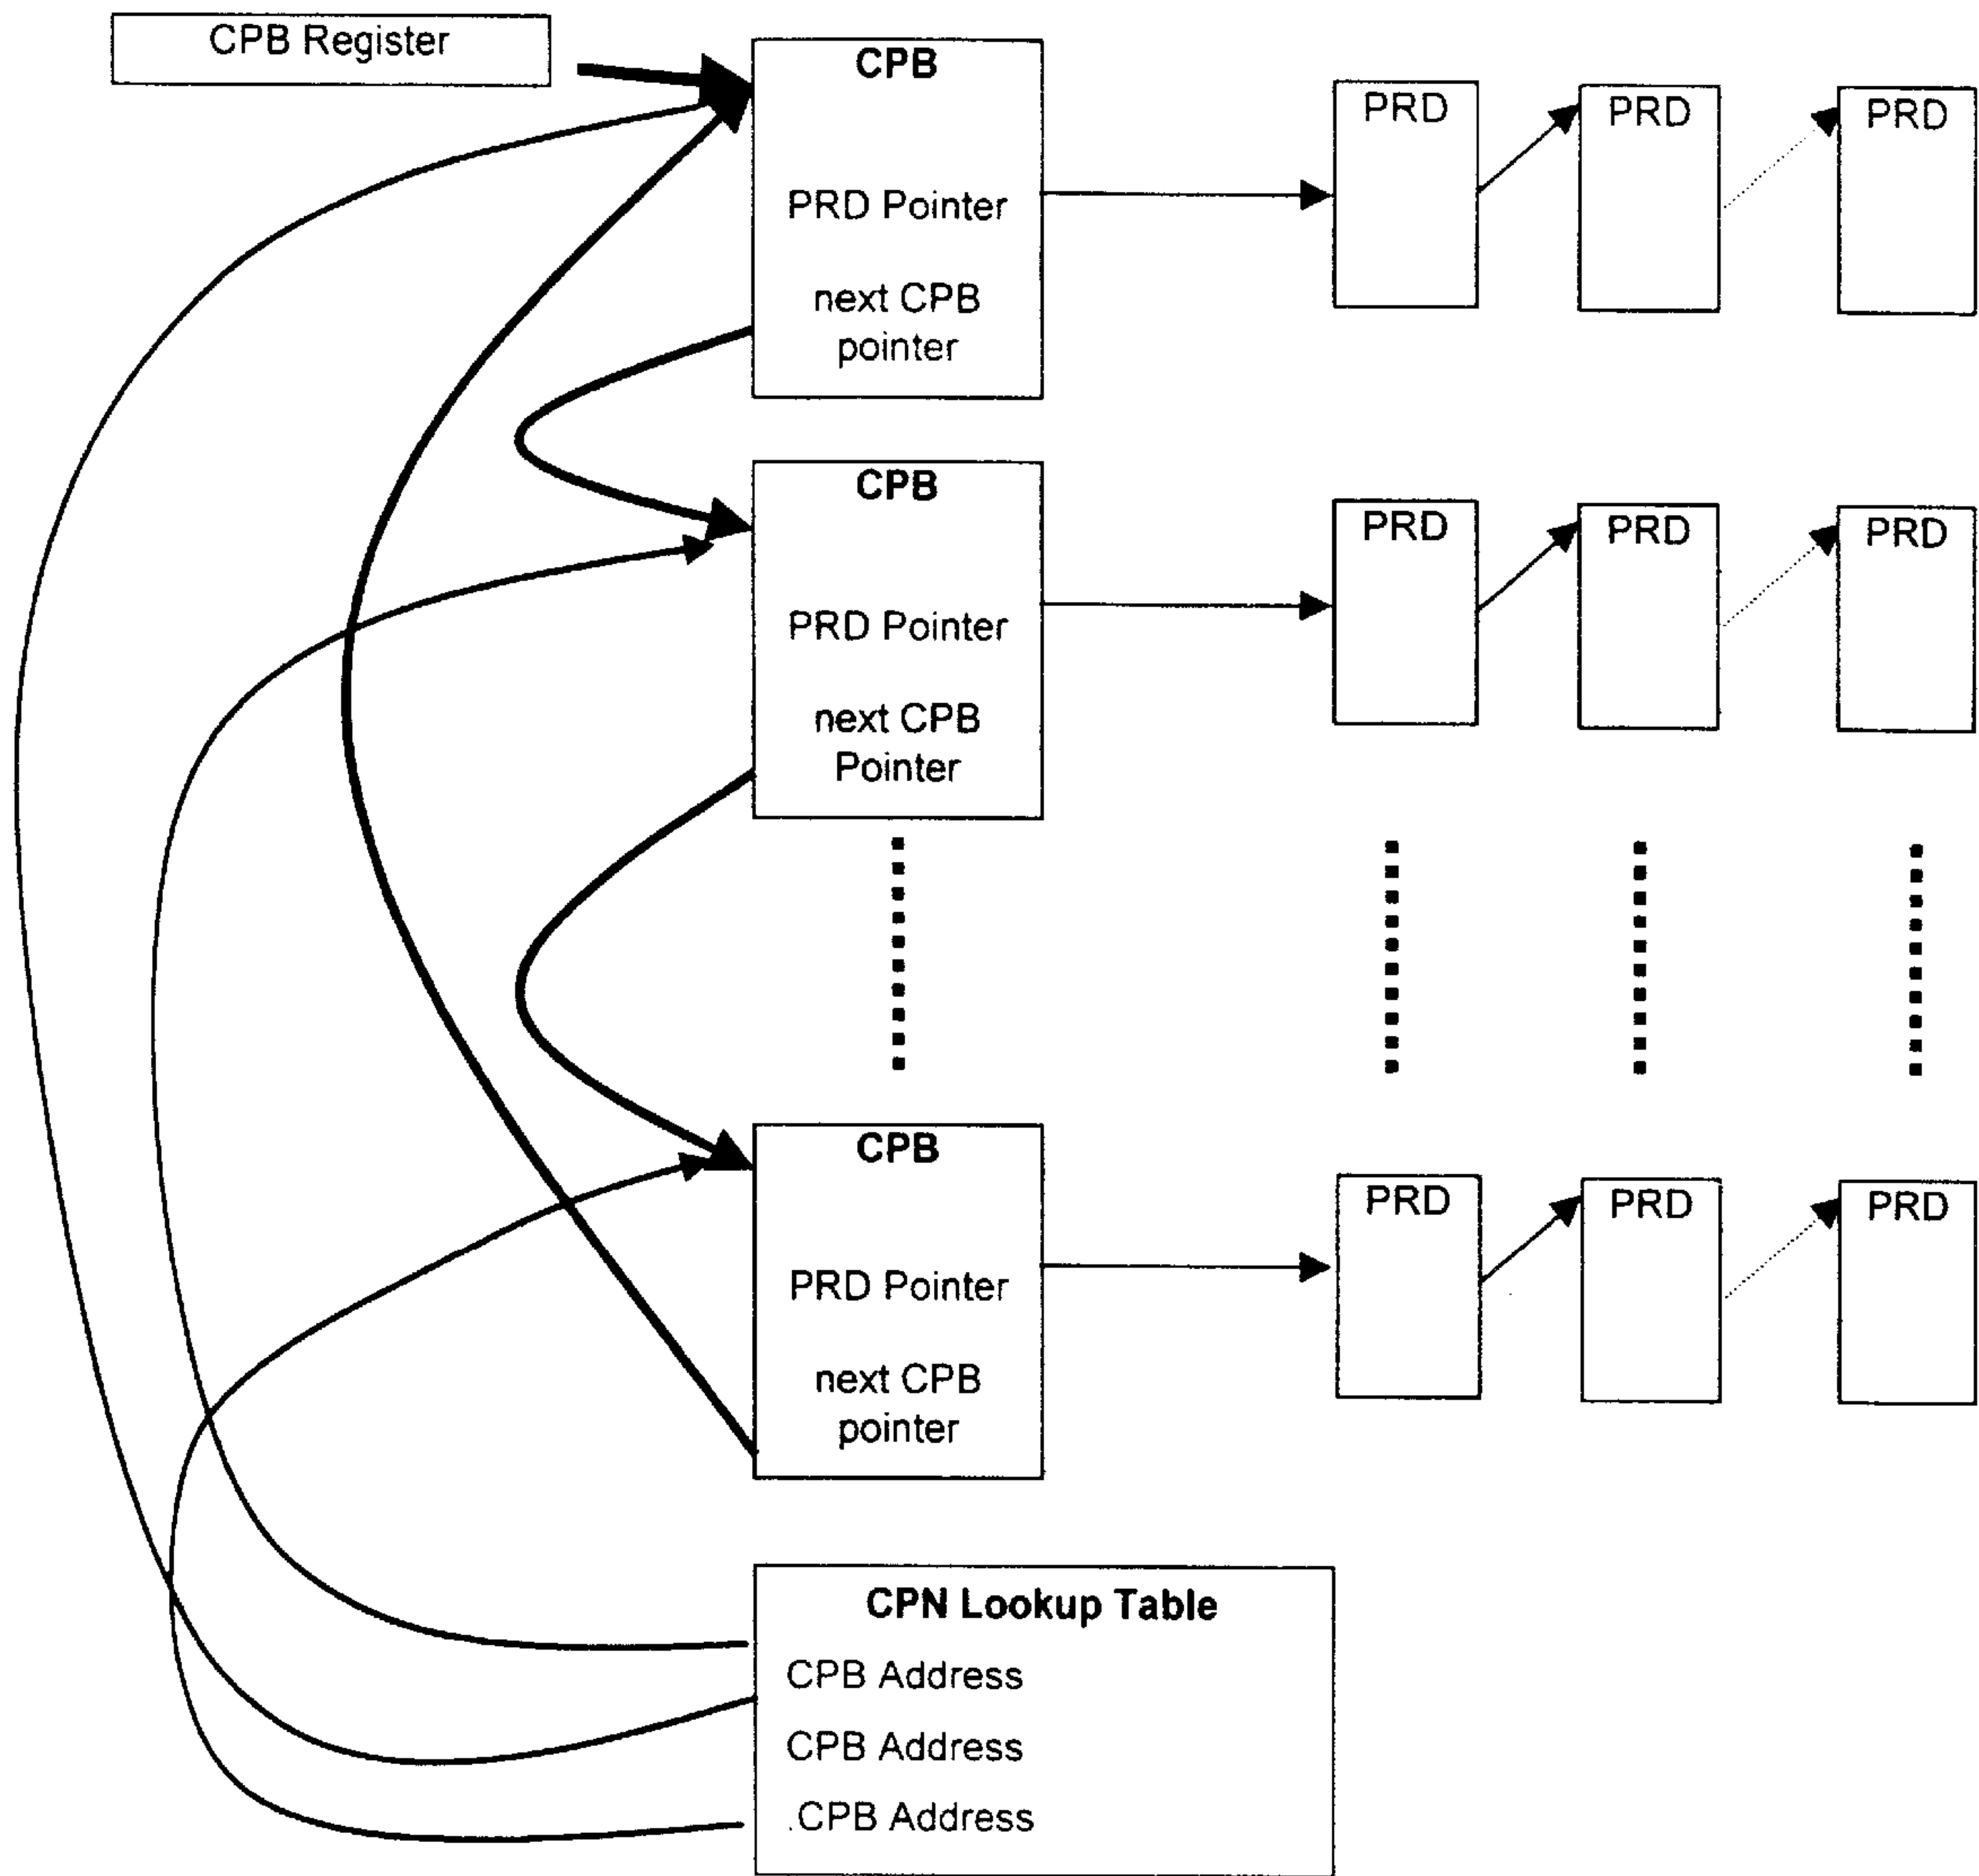 CPB Register
CPB
PRD Pointer
next CPB
pointer
PRD
PRD
PRD
CPB
PRD Pointer
next CPB
Pointer
PRD
PRD
PRD
CPB
PRD Pointer
next CPB
pointer
PRD
PRD
PRD
CPN Lookup Table
CPB Address
CPB Address
.CPB Address